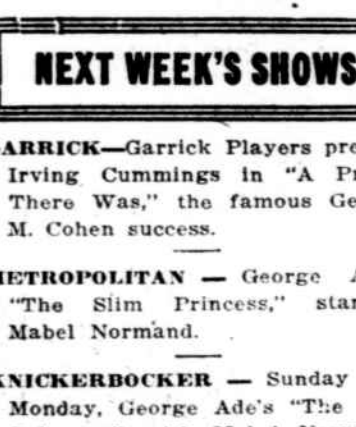 NEXT WEEK'S SHOWS
ARRICK—Garrick Players pre
Irving Cummings in "A Pr
There Was," the famous Ge
M. Cohen success.
METROPOLITAN — George A
"The Slim Princess," star
Mabel Normand.
KNICKERBOCKER — Sunday
Monday, George Ade's "The